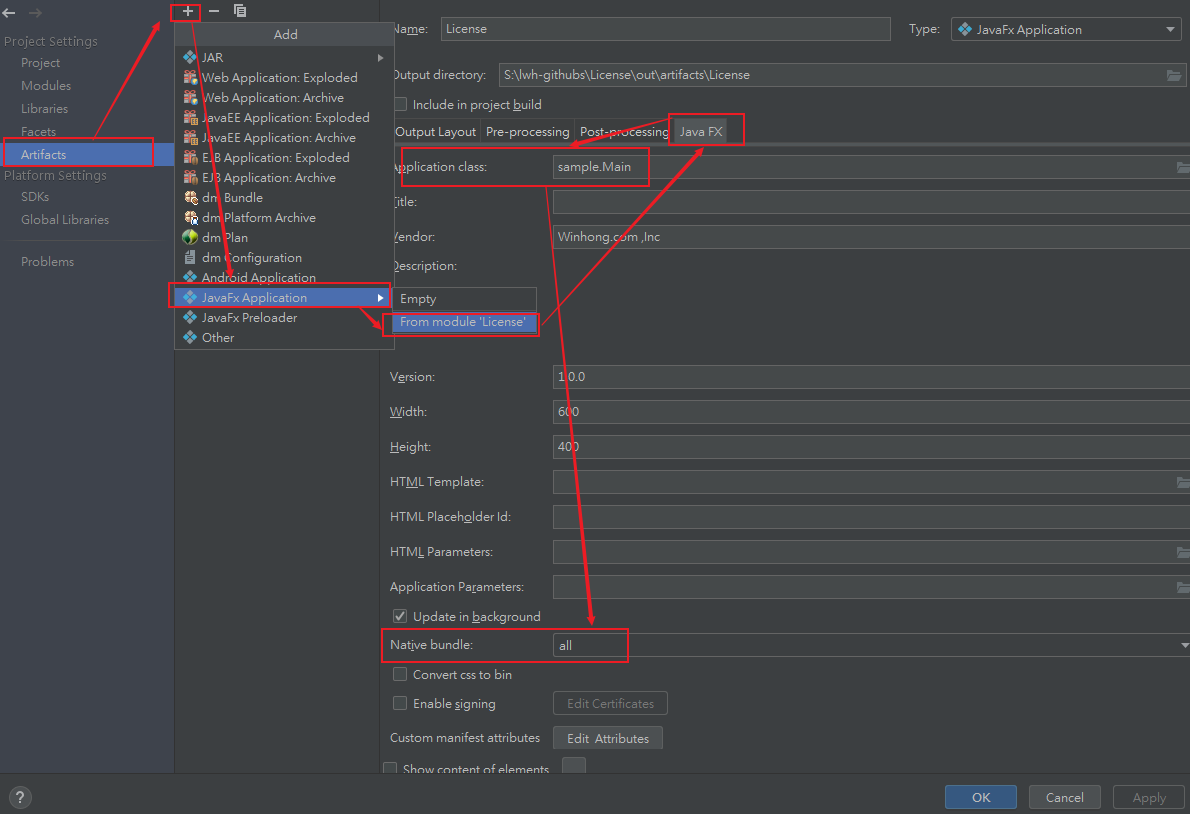 Project Settings
Project
Modules
Libraries
Facets
Artifacts
Platform Settings
SDKs
Global Libraries
Problems
Add
JAR
Web Application: Exploded
Web Application: Archive
JavaEE Application: Exploded
JavaEE Application: Archive
EJB Application: Exploded
EJB Application: Archive
dm Bundle
dm Platform Archive
dm Plan
dm Configuration
Android Application
JavaFx Application
JavaFx Preloader
Other
Empty
From module 'License'
Name: License Type: JavaFx Application
Output directory: S:\lwh-githubs\License\out\artifacts\License
Include in project build
Output Layout Pre-processing Post-processing Java FX
Application class: sample.Main
Title:
Vendor: Winhong.com ,Inc
Description:
Version: 1.0.0
Width: 600
Height: 400
HTML Template:
HTML Placeholder Id:
HTML Parameters:
Application Parameters:
Update in background
Native bundle: all
Convert css to bin
Enable signing Edit Certificates
Custom manifest attributes Edit Attributes
Show content of elements
? OK Cancel Apply